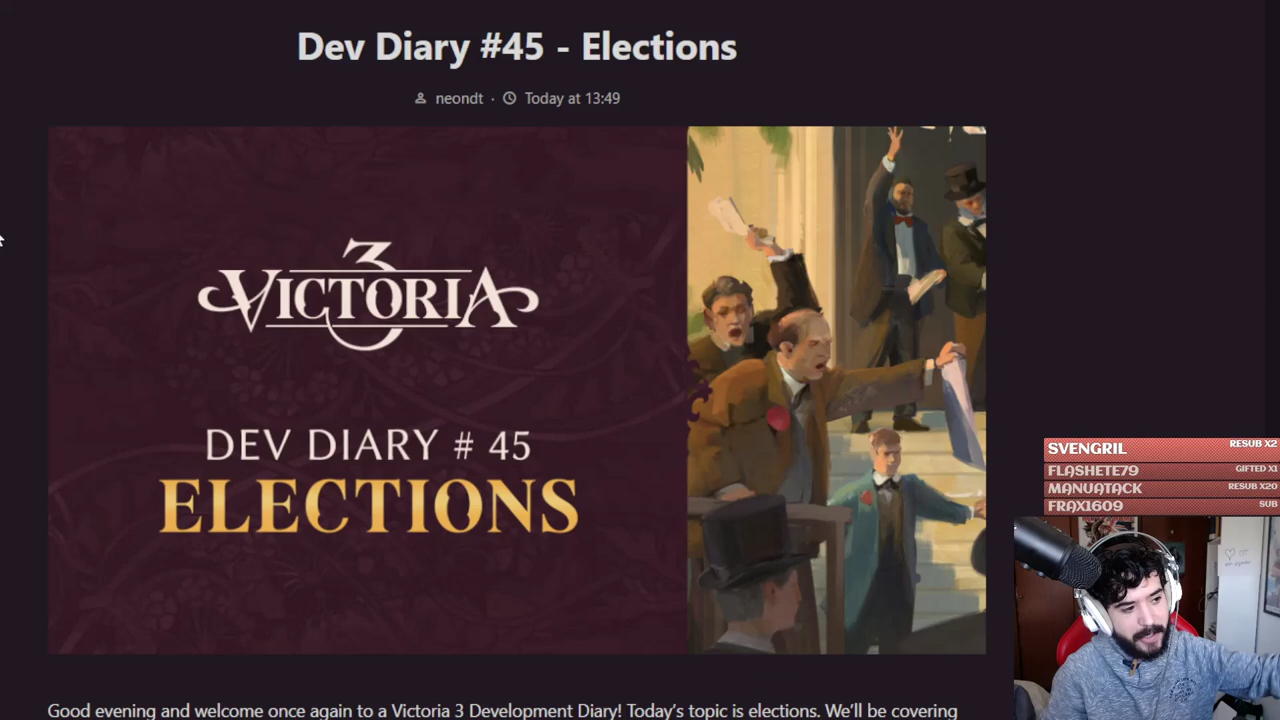 Dev Diary #45 - Elections
neondt · Today at 13:49
3
VICTORIA
DEV DIARY # 45
ELECTIONS
SVENGRIL RESUB X2
FLASHETE79 GIFTED X1
MANUATACK RESUB X20
FRAX1609 SUB
Good evening and welcome once again to a Victoria 3 Development Diary! Today's topic is elections. We'll be covering